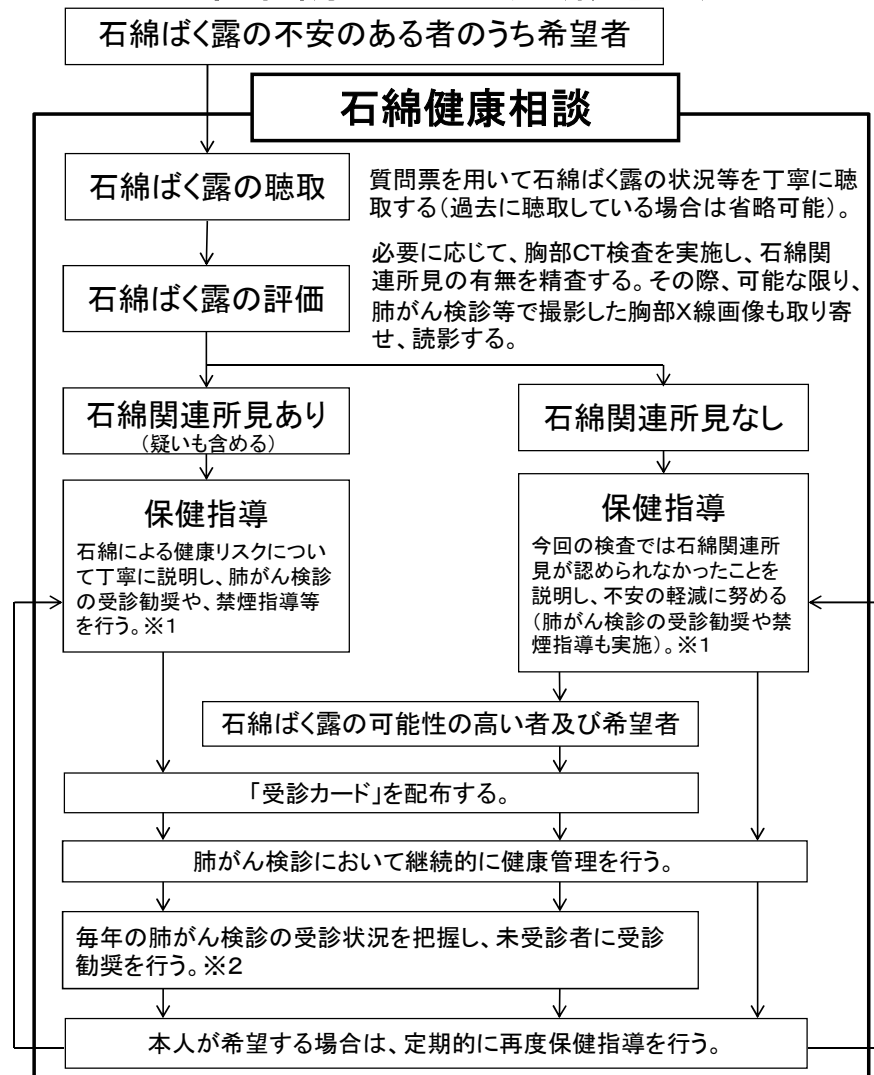 石綿ばく露の不安のある者のうち希望者
石綿健康相談
石綿ばく露の聴取
質問票を用いて石綿ばく露の状況等を丁寧に聴
取する（過去に聴取している場合は省略可能）。
石綿ばく露の評価
必要に応じて、胸部CT検査を実施し、石綿関
連所見の有無を精査する。その際、可能な限り、
肺がん検診等で撮影した胸部X線画像も取り寄
せ、読影する。
石綿関連所見あり
（疑いも含める）
石綿関連所見なし
保健指導
石綿による健康リスクについ
て丁寧に説明し、肺がん検診
の受診勧奨や、禁煙指導等
を行う。※1
保健指導
今回の検査では石綿関連所
見が認められなかったことを
説明し、不安の軽減に努める
（肺がん検診の受診勧奨や禁
煙指導も実施）。※1
石綿ばく露の可能性の高い者及び希望者
「受診カード」を配布する。
肺がん検診において継続的に健康管理を行う。
毎年の肺がん検診の受診状況を把握し、未受診者に受診
勧奨を行う。※2
本人が希望する場合は、定期的に再度保健指導を行う。